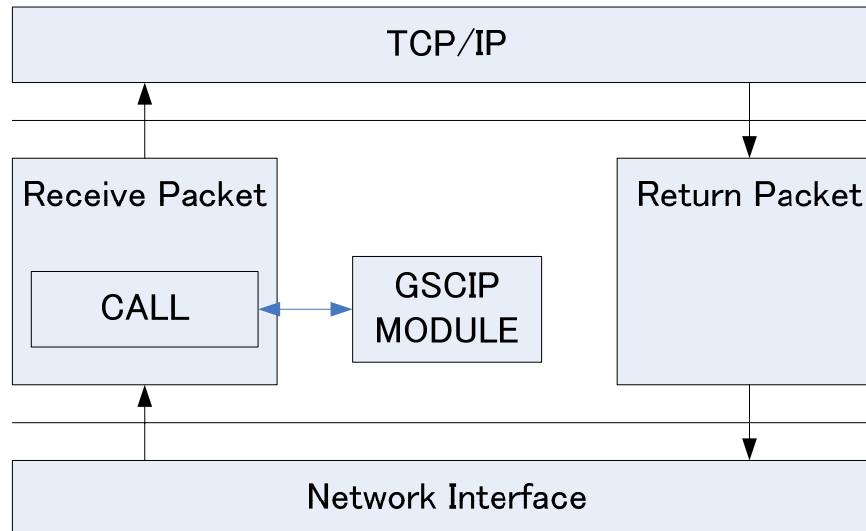 TCP/IP
Receive Packet
Return Packet
CALL
GSCIP
MODULE
Network Interface